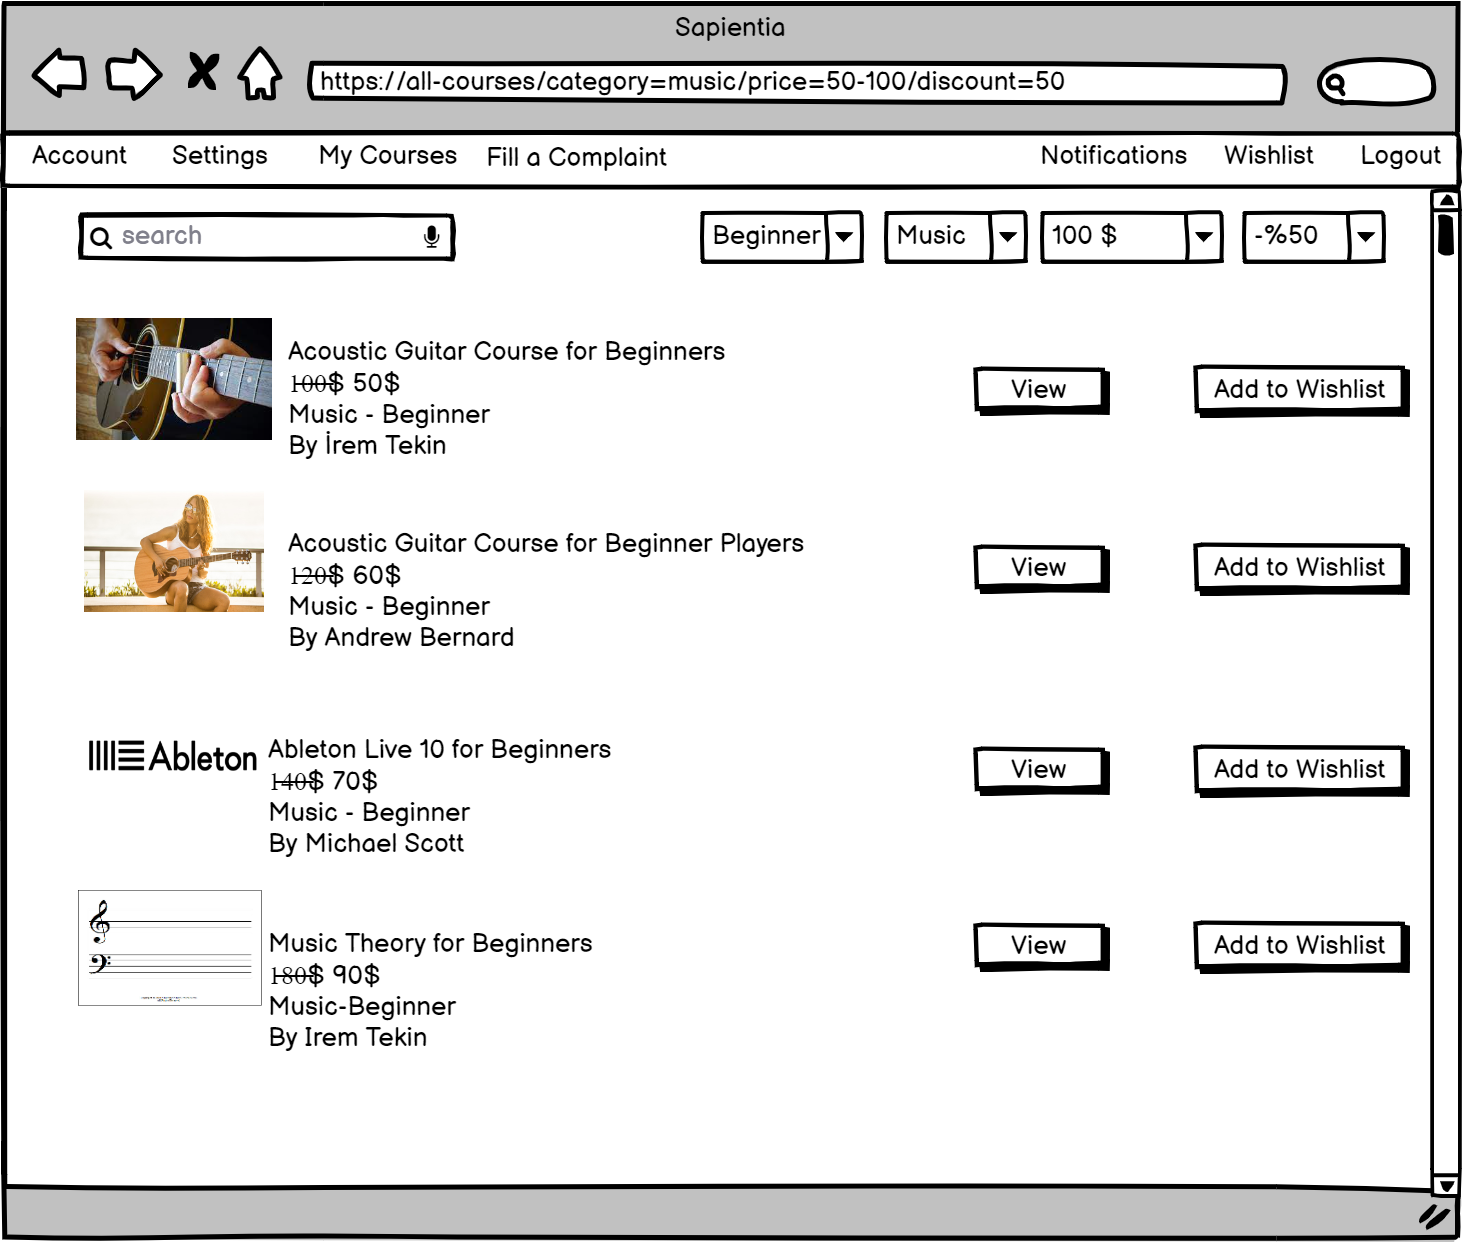 Sapientia
https://all-courses/category=music/price=50-100/discount=50
Account Settings My Courses Fill a Complaint Notifications Wishlist Logout
search Beginner Music 100 $ -%50
Acoustic Guitar Course for Beginners
100$ 50$
Music - Beginner
By İrem Tekin
View Add to Wishlist
Acoustic Guitar Course for Beginner Players
120$ 60$
Music - Beginner
By Andrew Bernard
View Add to Wishlist
Ableton
Ableton Live 10 for Beginners
140$ 70$
Music - Beginner
By Michael Scott
View Add to Wishlist
Music Theory for Beginners
180$ 90$
Music-Beginner
By Irem Tekin
View Add to Wishlist